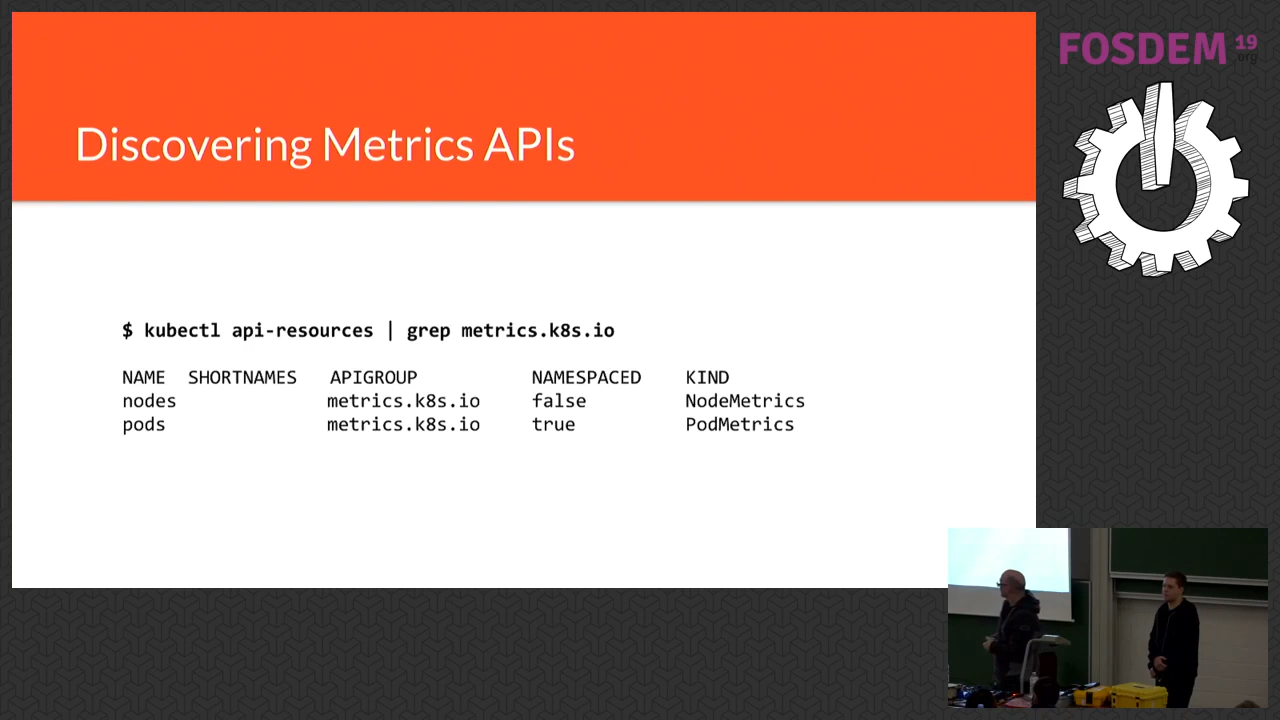 Discovering Metrics APIs
FOSDEM 19
.org
$ kubectl api-resources | grep metrics.k8s.io
NAME SHORTNAMES APIGROUP NAMESPACED KIND
nodes metrics.k8s.io false NodeMetrics
pods metrics.k8s.io true PodMetrics